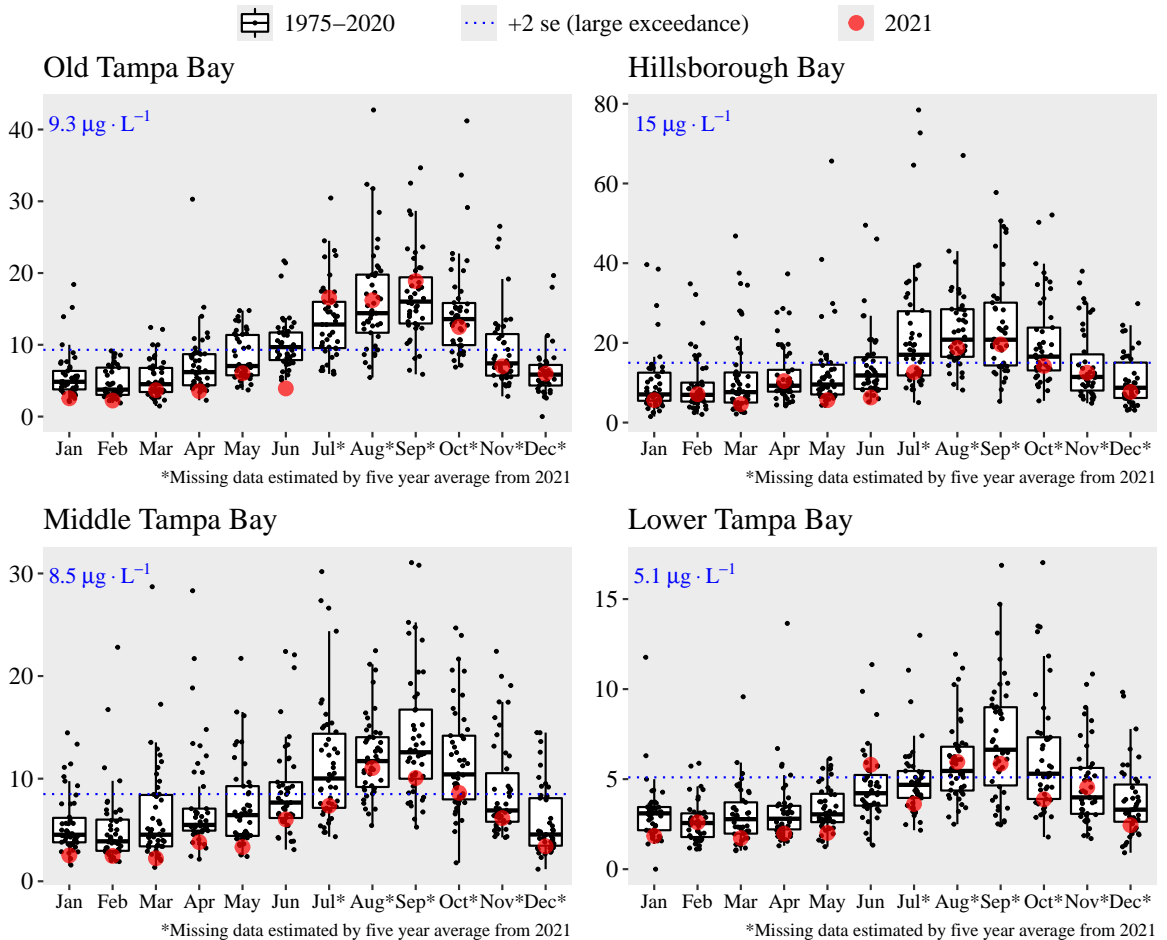 1975–2020 +2 se (large exceedance) 2021
Old Tampa Bay
9.3 μg · L⁻¹
40
30
20
10
0
Jan Feb Mar Apr May Jun Jul* Aug* Sep* Oct* Nov* Dec*
*Missing data estimated by five year average from 2021
Hillsborough Bay
15 μg · L⁻¹
80
60
40
20
0
Jan Feb Mar Apr May Jun Jul* Aug* Sep* Oct* Nov* Dec*
*Missing data estimated by five year average from 2021
Middle Tampa Bay
8.5 μg · L⁻¹
30
20
10
0
Jan Feb Mar Apr May Jun Jul* Aug* Sep* Oct* Nov* Dec*
*Missing data estimated by five year average from 2021
Lower Tampa Bay
5.1 μg · L⁻¹
15
10
5
0
Jan Feb Mar Apr May Jun Jul* Aug* Sep* Oct* Nov* Dec*
*Missing data estimated by five year average from 2021